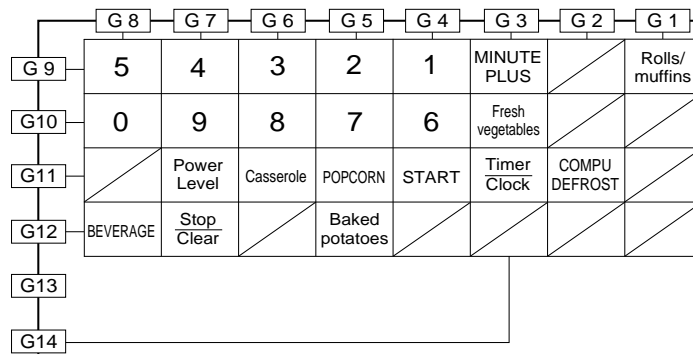 G 8 G 7 G 6 G 5 G 4 G 3 G 2 G 1
G 9 5 4 3 2 1 MINUTE PLUS Rolls/ muffins
G10 0 9 8 7 6 Fresh vegetables
G11 Power Level Casserole POPCORN START Timer Clock COMPU DEFROST
G12 BEVERAGE Stop Clear Baked potatoes
G13
G14